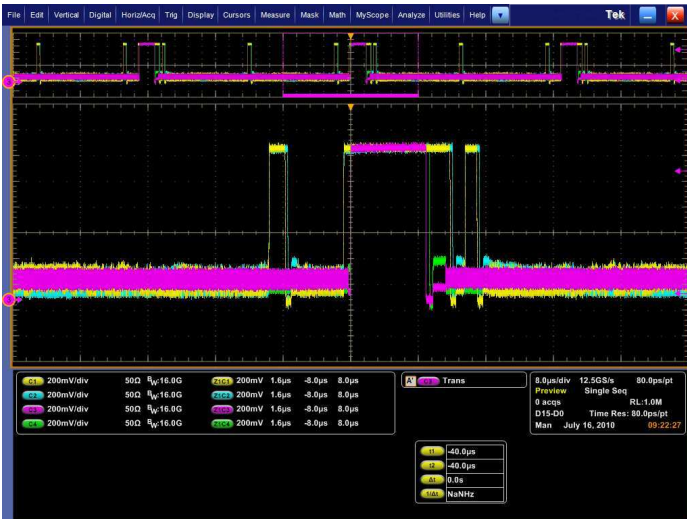 File Edit Vertical Digital Horiz/Acq Trig Display Cursors Measure Mask Math MyScope Analyze Utilities Help Tek
C1 200mV/div 50Ω BW:16.0G Z1C1 200mV 1.6µs -8.0µs 8.0µs
C2 200mV/div 50Ω BW:16.0G Z1C2 200mV 1.6µs -8.0µs 8.0µs
C3 200mV/div 50Ω BW:16.0G Z1C3 200mV 1.6µs -8.0µs 8.0µs
C4 200mV/div 50Ω BW:16.0G Z1C4 200mV 1.6µs -8.0µs 8.0µs
A' C3 Trans
8.0µs/div 12.5GS/s 80.0ps/pt
Preview Single Seq
0 acqs RL:1.0M
D15-D0 Time Res: 80.0ps/pt
Man July 16, 2010 09:22:27
t1 -40.0µs
t2 -40.0µs
Δt 0.0s
1/Δt NaNHz